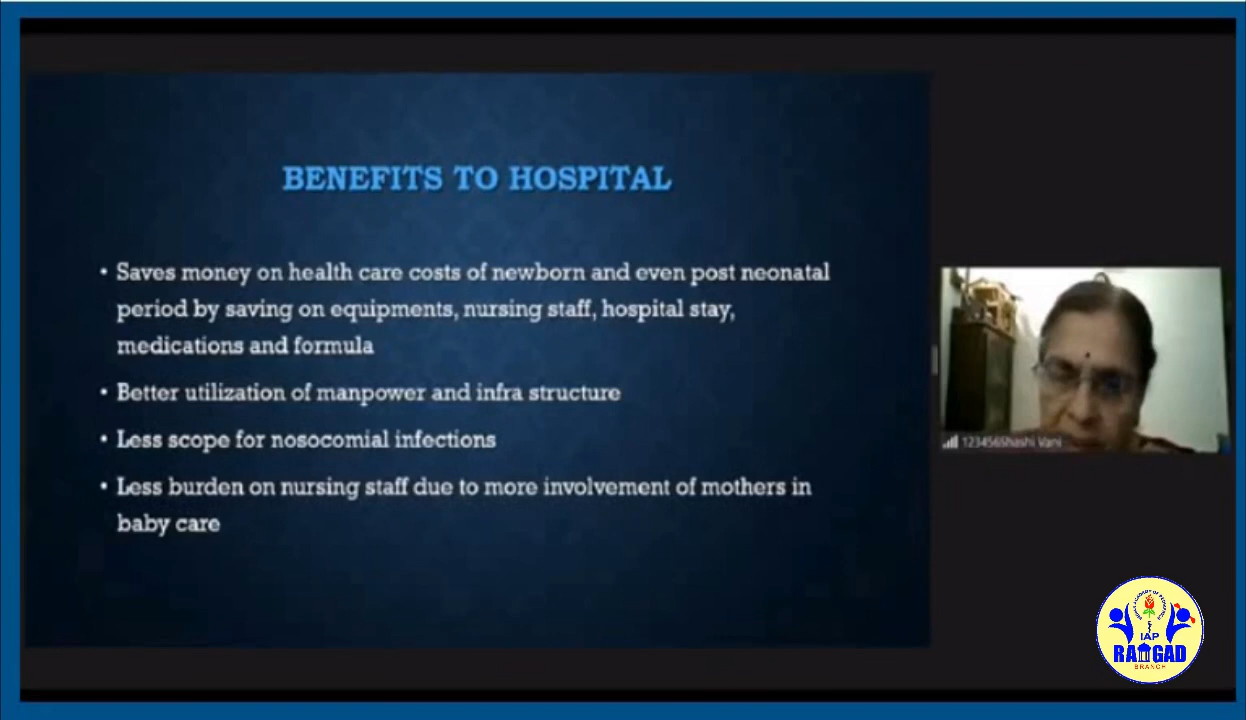 BENEFITS TO HOSPITAL
• Saves money on health care costs of newborn and even post neonatal
period by saving on equipments, nursing staff, hospital stay,
medications and formula
• Better utilization of manpower and infra structure
• Less scope for nosocomial infections
• Less burden on nursing staff due to more involvement of mothers in
baby care
123456Shashi Vani
IAP
RAIGAD
BRANCH